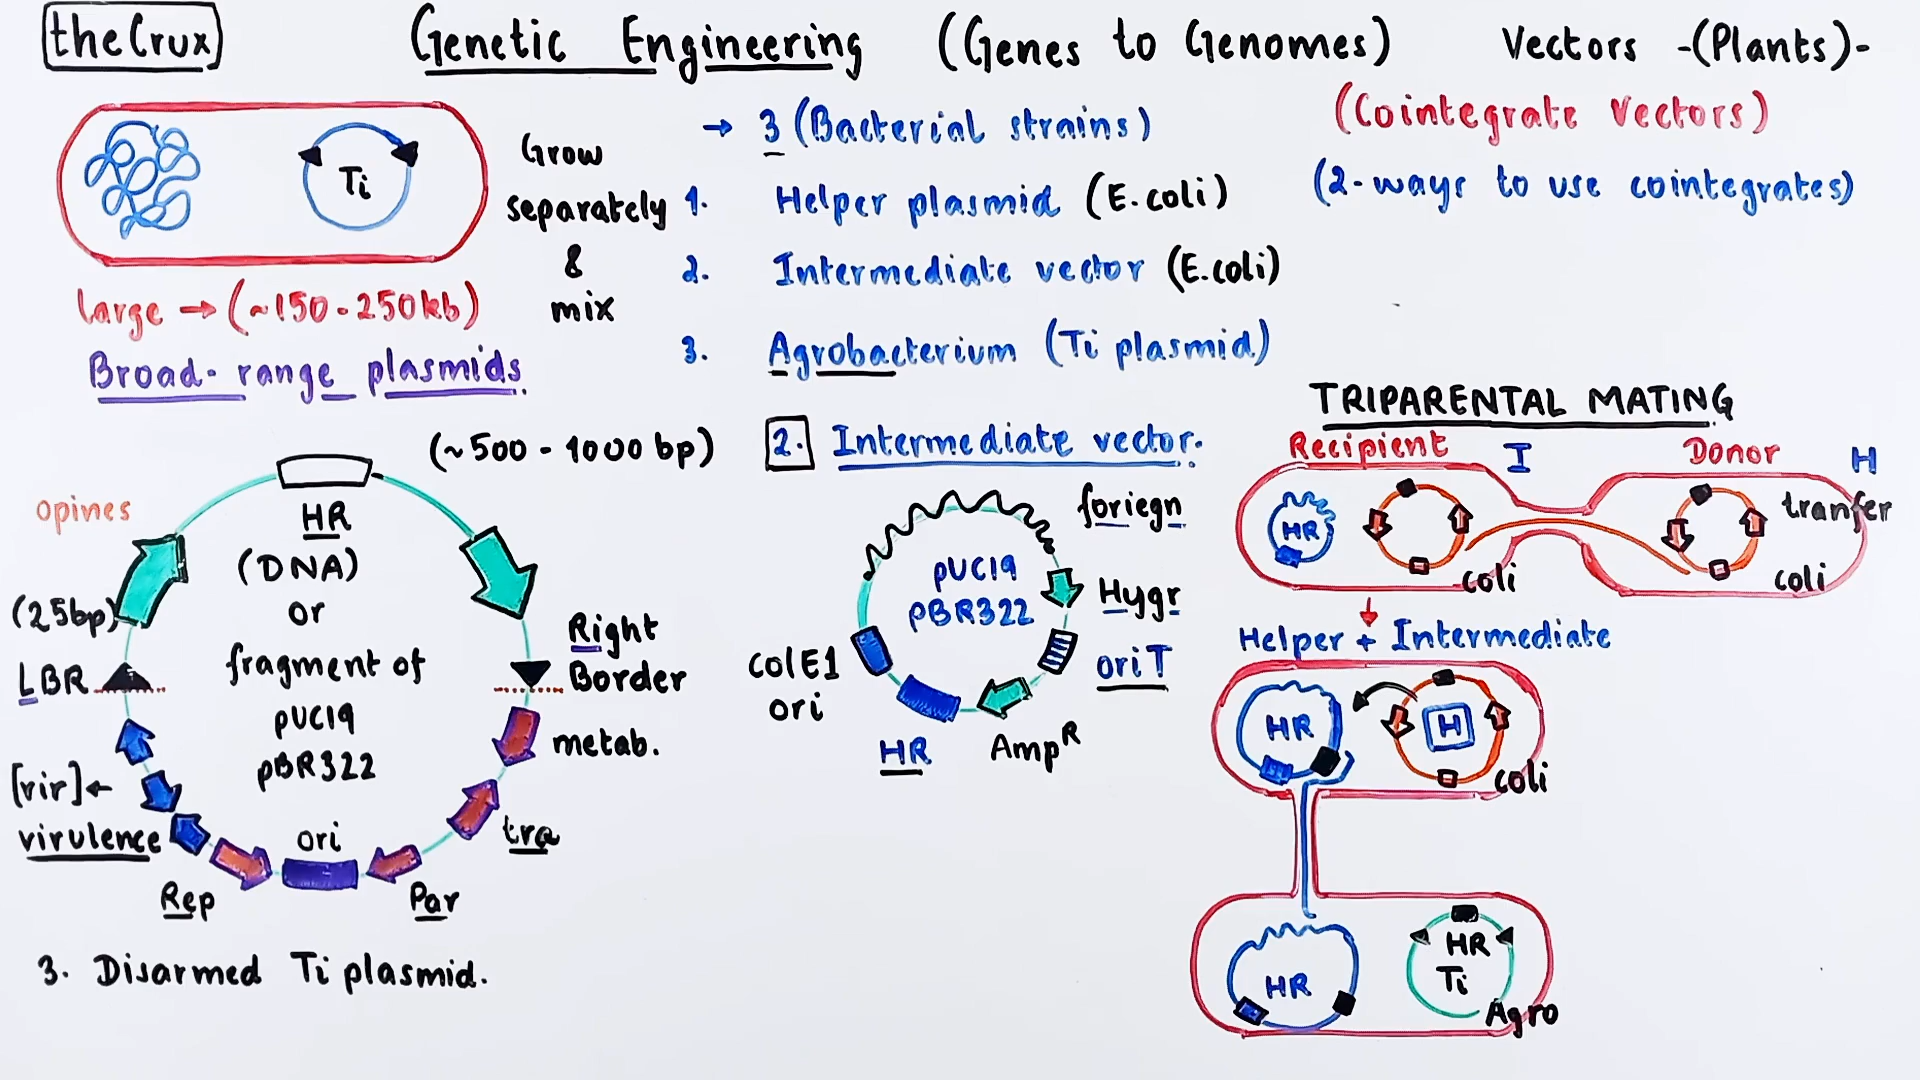 theCrux
Genetic Engineering (Genes to Genomes) Vectors -(Plants)-
(Cointegrate Vectors)
(2-ways to use cointegrates)
Ti
Large → (~150-250kb)
Broad-range plasmids.
Grow
separately
&
mix
→ 3 (Bacterial strains)
1. Helper plasmid (E.coli)
2. Intermediate vector (E.coli)
3. Agrobacterium (Ti plasmid)
(~500-1000 bp)
opines
HR
(DNA)
or
fragment of
pUC19
pBR322
(25bp)
LBR
Right
Border
metab.
[vir]←
virulence
tra
ori
Rep
Par
3. Disarmed Ti plasmid.
2. Intermediate vector.
foriegn
pUC19
pBR322
Hygr
oriT
colE1
ori
HR
Amp^R
TRIPARENTAL MATING
Recipient I Donor H
HR
tranfer
coli
coli
Helper + Intermediate
HR
H
coli
HR
HR
Ti
Agro